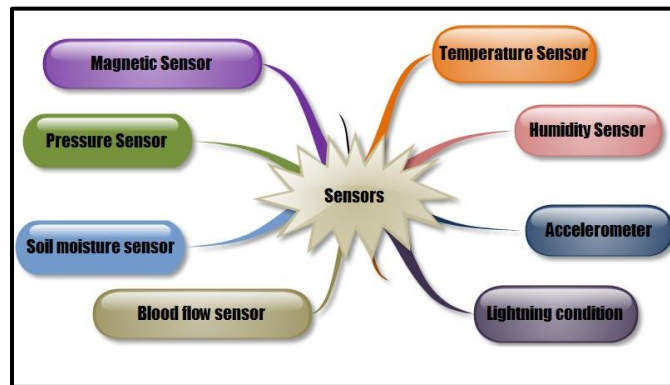 Magnetic Sensor
Temperature Sensor
Pressure Sensor
Humidity Sensor
Sensors
Soil moisture sensor
Accelerometer
Blood flow sensor
Lightning condition